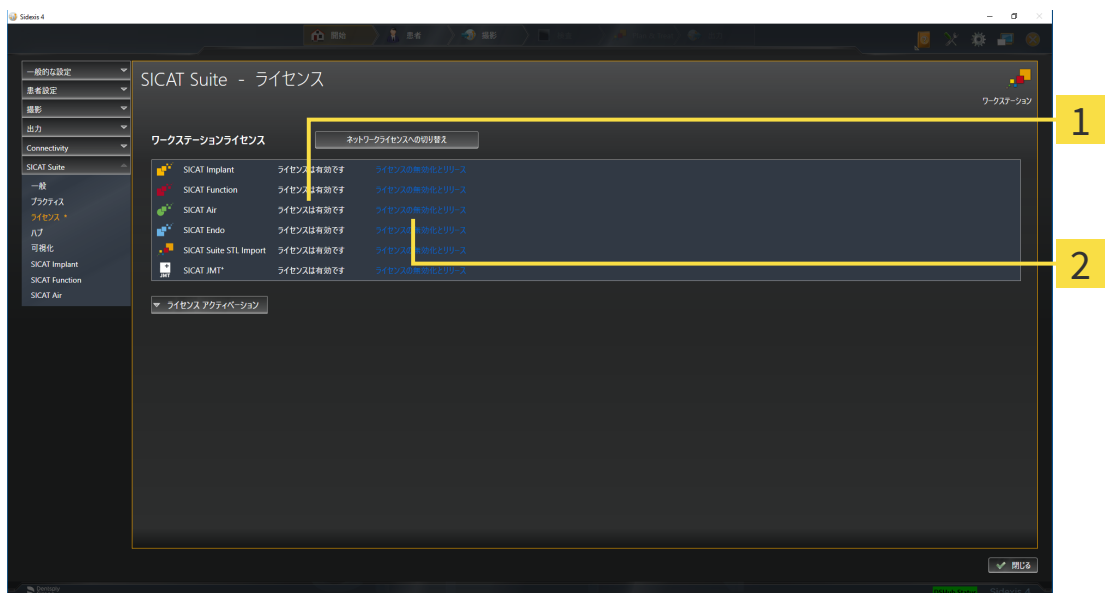 Sidexis 4
開始 患者 撮影
一般的な設定
患者設定
撮影
出力
Connectivity
SICAT Suite
一般
プラクティス
ライセンス *
ハブ
可視化
SICAT Implant
SICAT Function
SICAT Air
SICAT Suite - ライセンス
ワークステーション
ワークステーションライセンス ネットワークライセンスへの切り替え
SICAT Implant ライセンスは有効です ライセンスの無効化とリリース
SICAT Function ライセンスは有効です ライセンスの無効化とリリース
SICAT Air ライセンスは有効です ライセンスの無効化とリリース
SICAT Endo ライセンスは有効です ライセンスの無効化とリリース
SICAT Suite STL Import ライセンスは有効です ライセンスの無効化とリリース
JMT+ SICAT JMT+ ライセンスは有効です ライセンスの無効化とリリース
ライセンス アクティベーション
閉じる
Dentsply
Sidexis 4
1
2